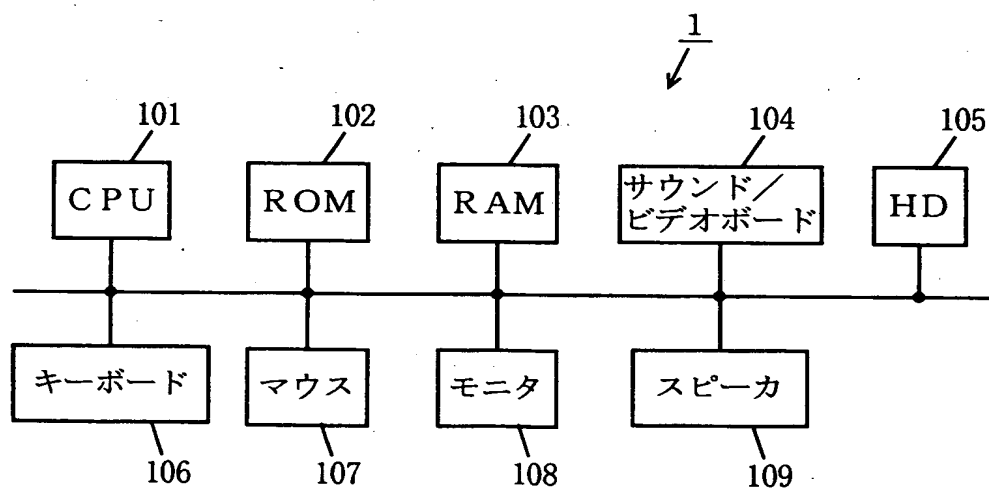 1
101
102
103
104
105
CPU
ROM
RAM
サウンド/
ビデオボード
HD
キーボード
マウス
モニタ
スピーカ
106
107
108
109